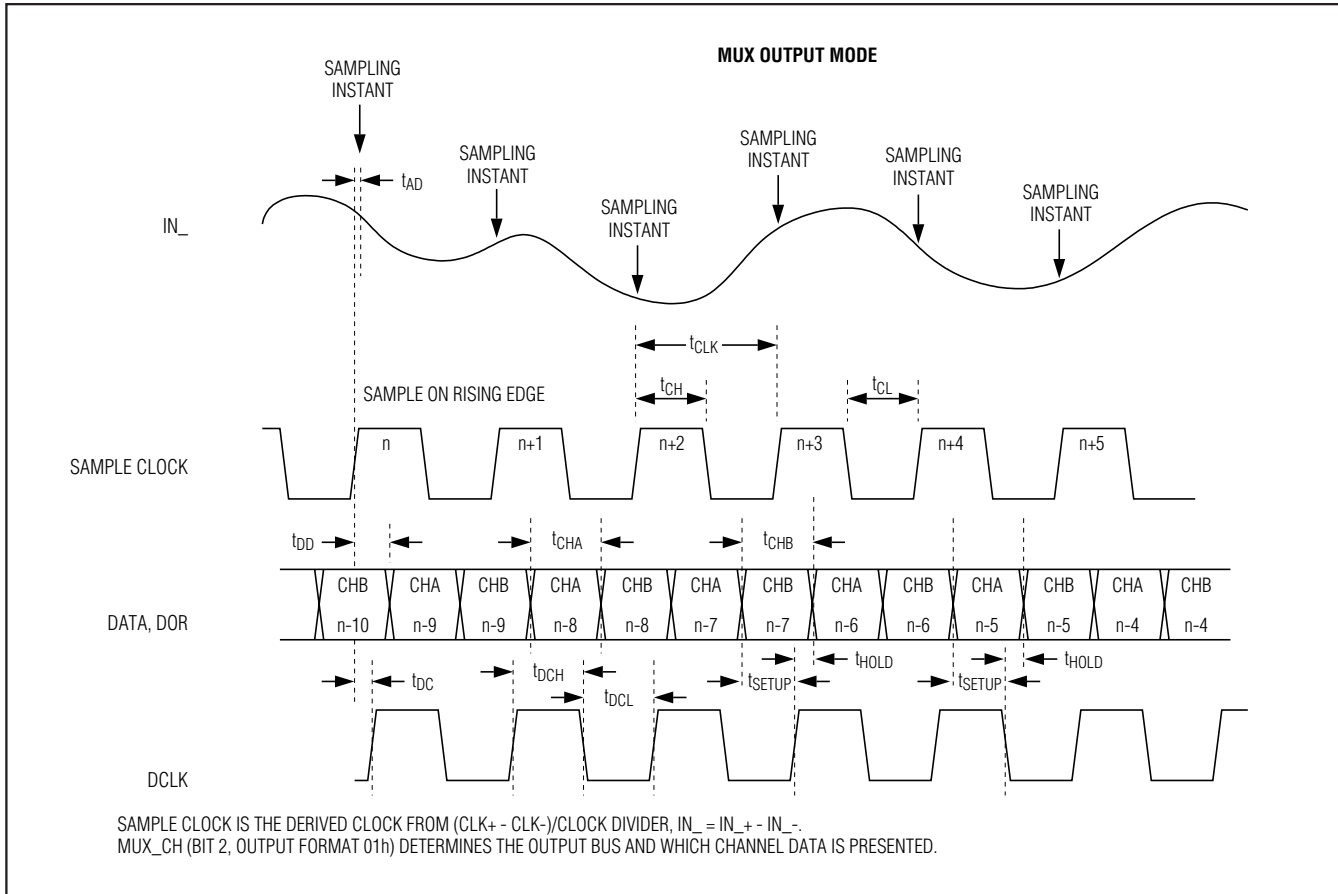 MUX OUTPUT MODE
SAMPLING
INSTANT
SAMPLING
INSTANT
SAMPLING
INSTANT
SAMPLING
INSTANT
SAMPLING
INSTANT
SAMPLING
INSTANT
tAD
IN_
tCLK
SAMPLE ON RISING EDGE
tCH
tCL
n
n+1
n+2
n+3
n+4
n+5
SAMPLE CLOCK
tDD
tCHA
tCHB
CHB CHA CHB CHA CHB CHA CHB CHA CHB CHA CHB CHA CHB
DATA, DOR
n-10 n-9 n-9 n-8 n-8 n-7 n-7 n-6 n-6 n-5 n-5 n-4 n-4
tDC
tDCH
tDCL
tSETUP
tHOLD
tSETUP
tHOLD
DCLK
SAMPLE CLOCK IS THE DERIVED CLOCK FROM (CLK+ - CLK-)/CLOCK DIVIDER, IN_ = IN_+ - IN_-.
MUX_CH (BIT 2, OUTPUT FORMAT 01h) DETERMINES THE OUTPUT BUS AND WHICH CHANNEL DATA IS PRESENTED.